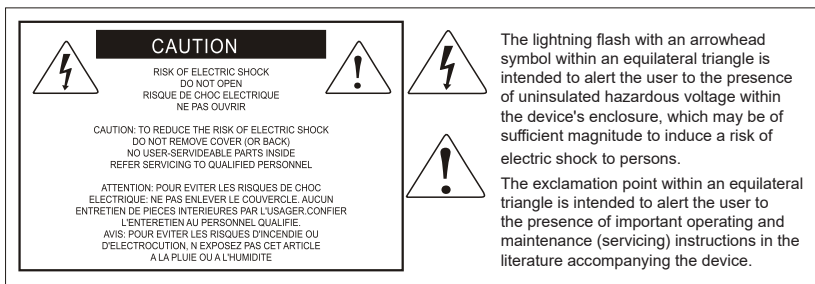 CAUTION
RISK OF ELECTRIC SHOCK
DO NOT OPEN
RISQUE DE CHOC ELECTRIQUE
NE PAS OUVRIR
CAUTION: TO REDUCE THE RISK OF ELECTRIC SHOCK
DO NOT REMOVE COVER (OR BACK)
NO USER-SERVIDEABLE PARTS INSIDE
REFER SERVICING TO QUALIFIED PERSONNEL
ATTENTION: POUR EVITER LES RISQUES DE CHOC
ELECTRIQUE: NE PAS ENLEVER LE COUVERCLE. AUCUN
ENTRETIEN DE PIECES INTERIEURES PAR L'USAGER.CONFIER
L'ENTERETIEN AU PERSONNEL QUALIFIE.
AVIS: POUR EVITER LES RISQUES D'INCENDIE OU
D'ELECTROCUTION, N EXPOSEZ PAS CET ARTICLE
A LA PLUIE OU A L'HUMIDITE
The lightning flash with an arrowhead
symbol within an equilateral triangle is
intended to alert the user to the presence
of uninsulated hazardous voltage within
the device's enclosure, which may be of
sufficient magnitude to induce a risk of
electric shock to persons.
The exclamation point within an equilateral
triangle is intended to alert the user to
the presence of important operating and
maintenance (servicing) instructions in the
literature accompanying the device.